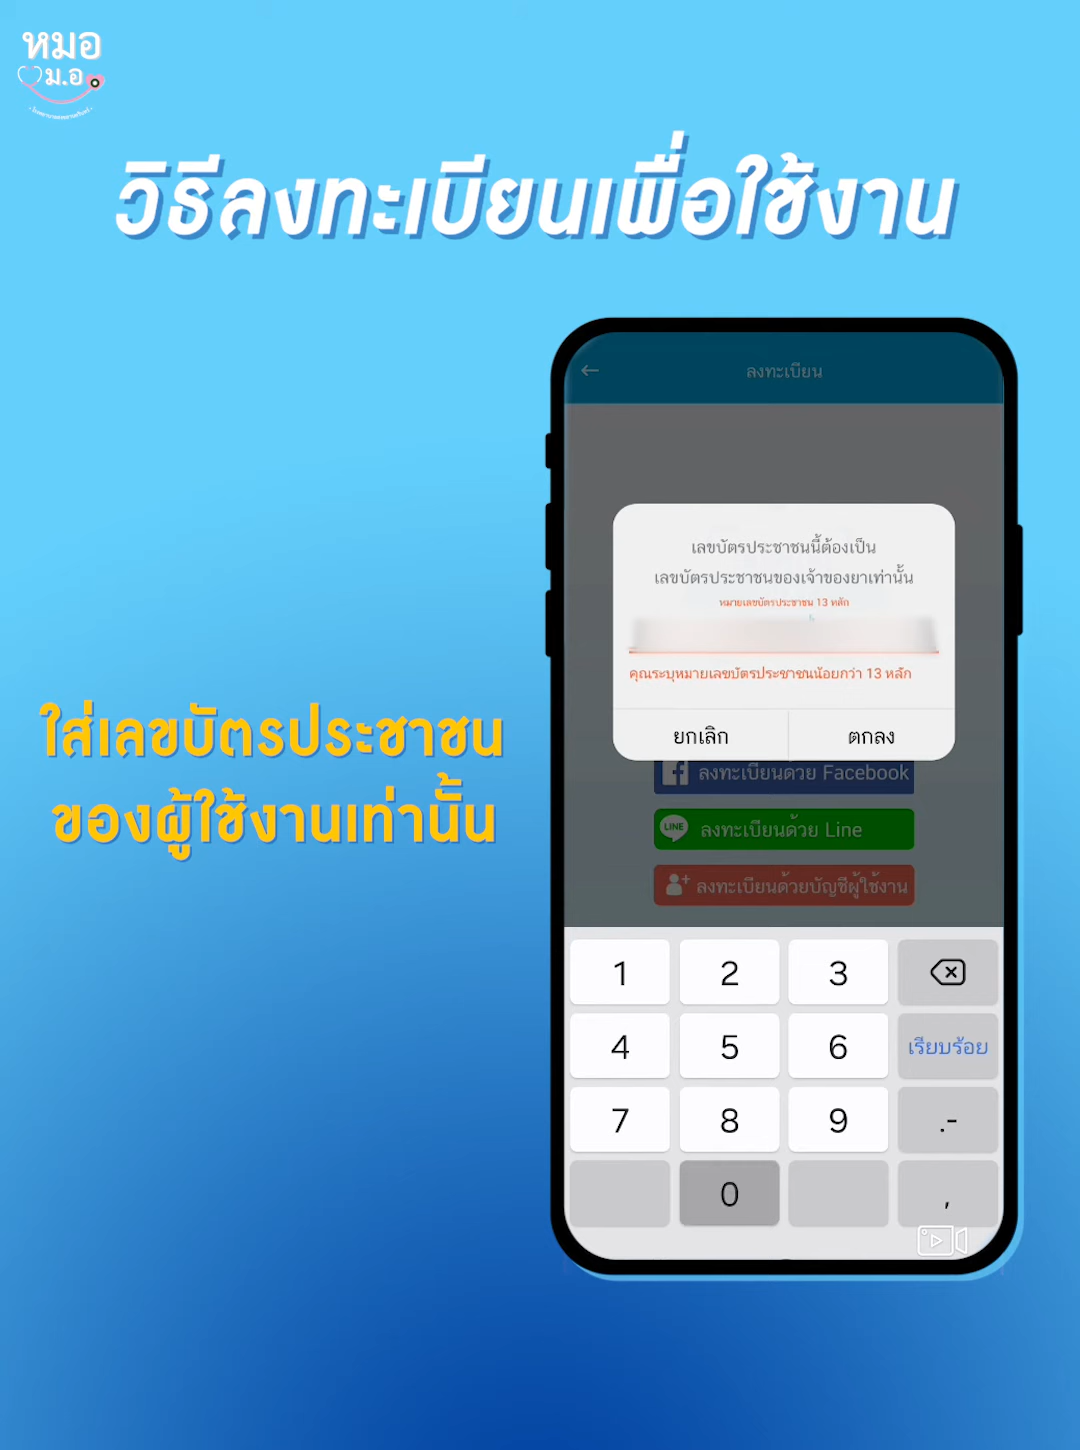 หมอ
ม.อ
วิธีลงทะเบียนเพื่อใช้งาน
ลงทะเบียน
เลขบัตรประชาชนนี้ต้องเป็น
เลขบัตรประชาชนของเจ้าของยาเท่านั้น
หมายเลขบัตรประชาชน 13 หลัก
คุณระบุหมายเลขบัตรประชาชนน้อยกว่า 13 หลัก
ยกเลิก ตกลง
ลงทะเบียนด้วย Facebook
LINE ลงทะเบียนด้วย Line
ลงทะเบียนด้วยบัญชีผู้ใช้งาน
ใส่เลขบัตรประชาชน
ของผู้ใช้งานเท่านั้น
1 2 3
4 5 6 เรียบร้อย
7 8 9 .-
0 ,